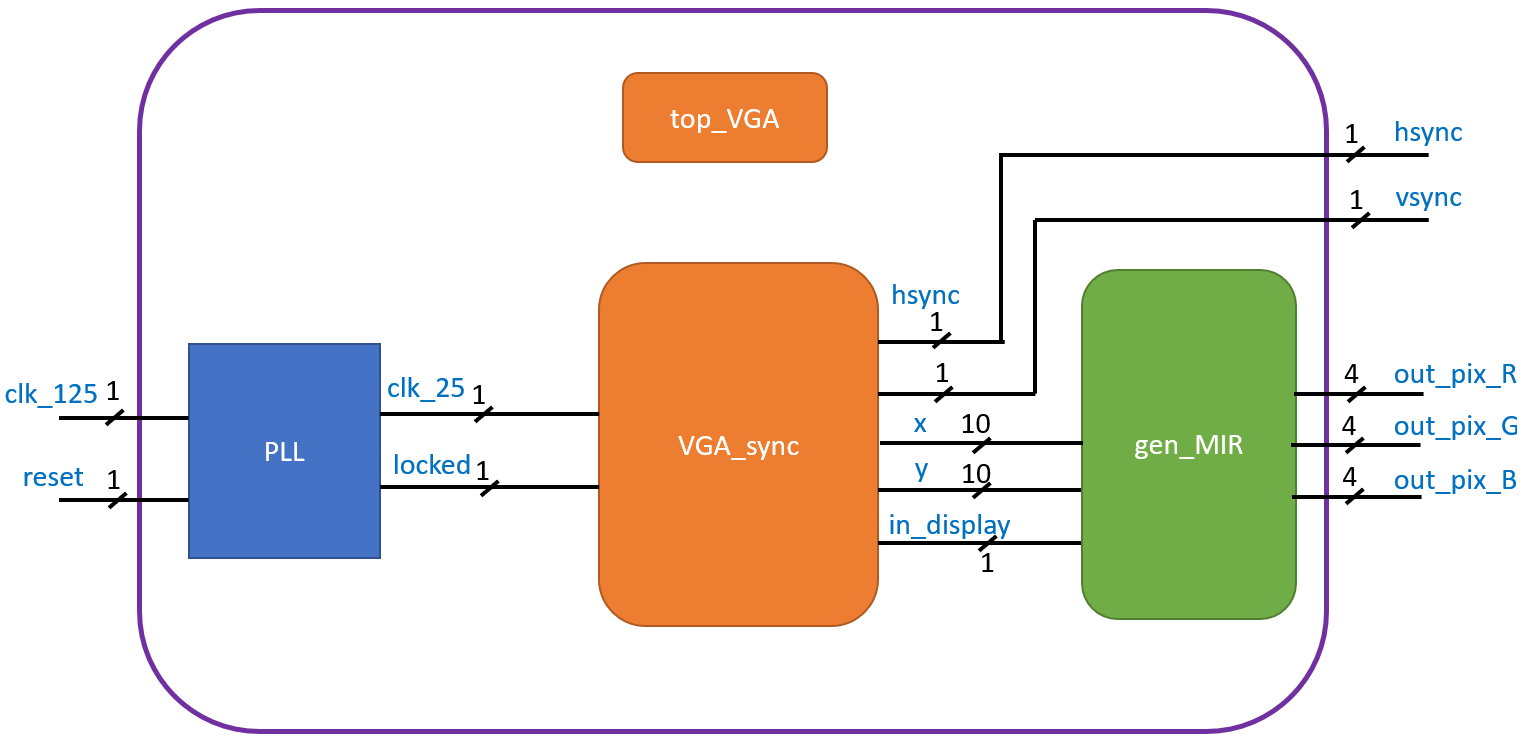 top_VGA
1
hsync
1
vsync
hsync
1
1
clk_125
1
reset
1
PLL
clk_25
1
locked
1
VGA_sync
x
10
y
10
in_display
1
gen_MIR
4
out_pix_R
4
out_pix_G
4
out_pix_B